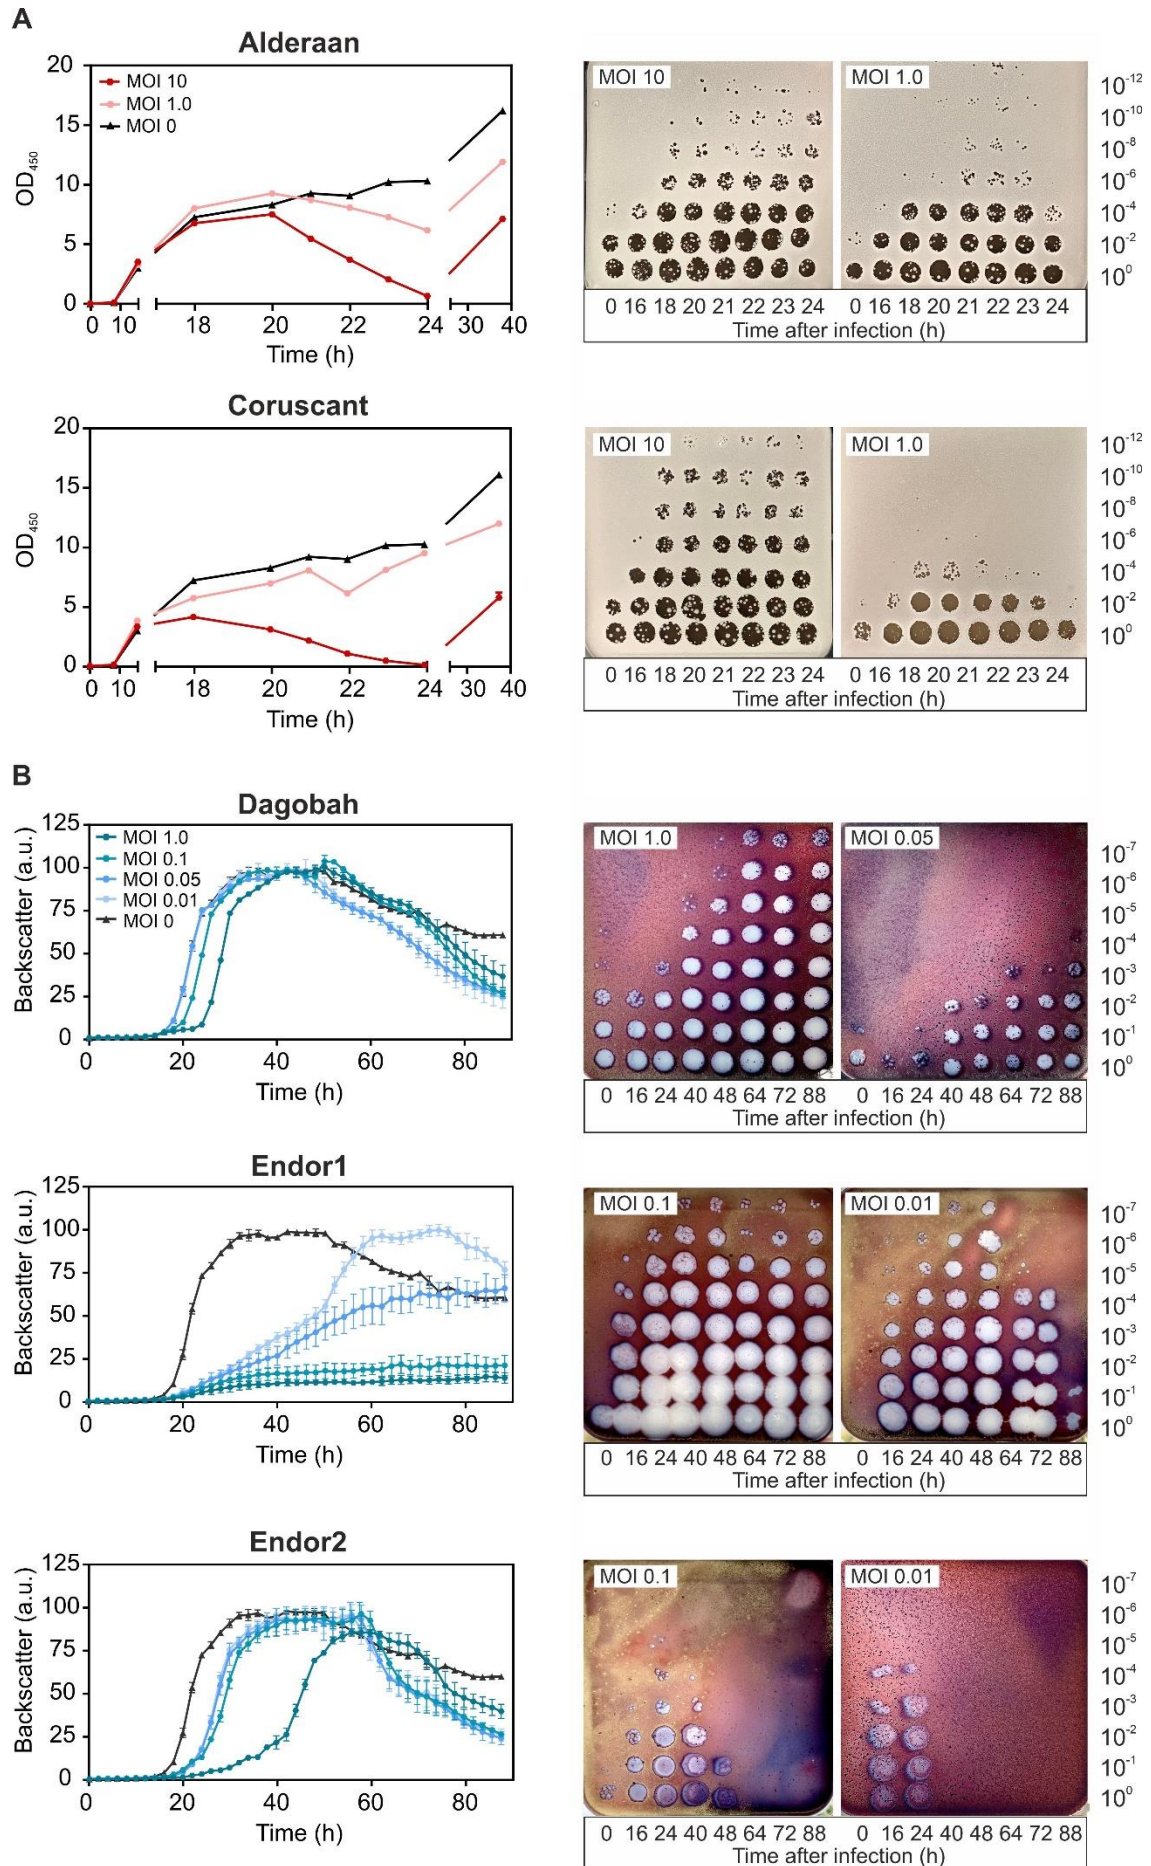 A
Alderaan
20
15
10
5
0
OD450
MOI 10
MOI 1.0
MOI 0
0 10 18 20 22 24 30 40
Time (h)
MOI 10
MOI 1.0
10-12
10-10
10-8
10-6
10-4
10-2
100
0 16 18 20 21 22 23 24
0 16 18 20 21 22 23 24
Time after infection (h)
Time after infection (h)
Coruscant
20
15
10
5
0
OD450
0 10 18 20 22 24 30 40
Time (h)
MOI 10
MOI 1.0
10-12
10-10
10-8
10-6
10-4
10-2
100
0 16 18 20 21 22 23 24
0 16 18 20 21 22 23 24
Time after infection (h)
Time after infection (h)
B
Dagobah
125
100
75
50
25
0
Backscatter (a.u.)
MOI 1.0
MOI 0.1
MOI 0.05
MOI 0.01
MOI 0
0 20 40 60 80
Time (h)
MOI 1.0
MOI 0.05
10-7
10-6
10-5
10-4
10-3
10-2
10-1
100
0 16 24 40 48 64 72 88
0 16 24 40 48 64 72 88
Time after infection (h)
Time after infection (h)
Endor1
125
100
75
50
25
0
Backscatter (a.u.)
0 20 40 60 80
Time (h)
MOI 0.1
MOI 0.01
10-7
10-6
10-5
10-4
10-3
10-2
10-1
100
0 16 24 40 48 64 72 88
0 16 24 40 48 64 72 88
Time after infection (h)
Time after infection (h)
Endor2
125
100
75
50
25
0
Backscatter (a.u.)
0 20 40 60 80
Time (h)
MOI 0.1
MOI 0.01
10-7
10-6
10-5
10-4
10-3
10-2
10-1
100
0 16 24 40 48 64 72 88
0 16 24 40 48 64 72 88
Time after infection (h)
Time after infection (h)